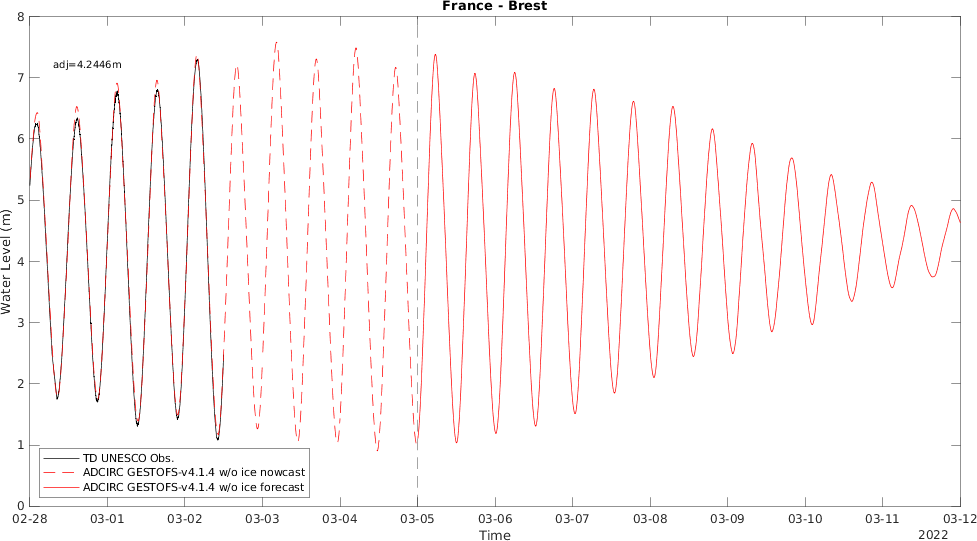 France - Brest
adj=4.2446m
8
7
6
5
4
3
2
1
0
Water Level (m)
TD UNESCO Obs.
ADCIRC GESTOFS-v4.1.4 w/o ice nowcast
ADCIRC GESTOFS-v4.1.4 w/o ice forecast
02-28 03-01 03-02 03-03 03-04 03-05 03-06 03-07 03-08 03-09 03-10 03-11 03-12
Time
2022